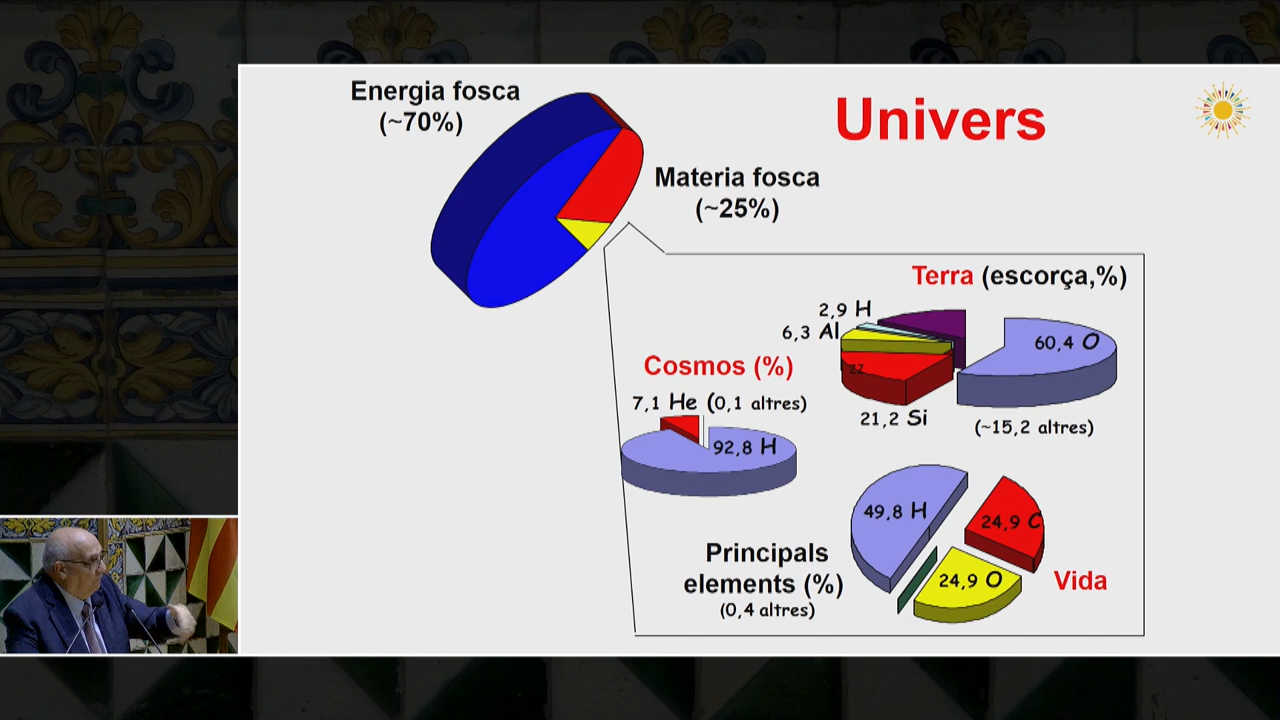 Univers
Energia fosca
(~70%)
Materia fosca
(~25%)
Terra (escorça,%)
2,9 H
6,3 Al
60,4 O
21,2 Si
(~15,2 altres)
Cosmos (%)
7,1 He (0,1 altres)
92,8 H
49,8 H
24,9 C
24,9 O
Principals
elements (%)
(0,4 altres)
Vida